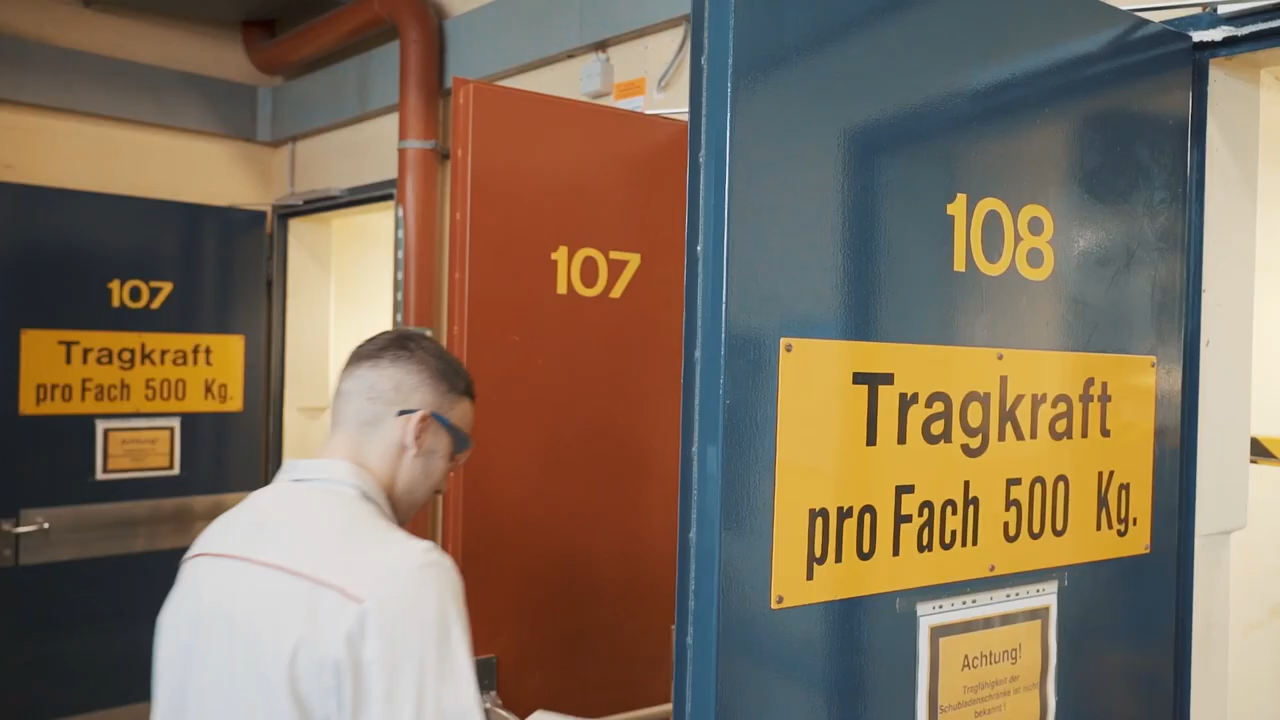 107
Tragkraft
pro Fach 500 Kg.
Achtung!
107
108
Tragkraft
pro Fach 500 Kg.
Achtung!
Tragfähigkeit der
Schubladenschränke ist nicht
bekannt!